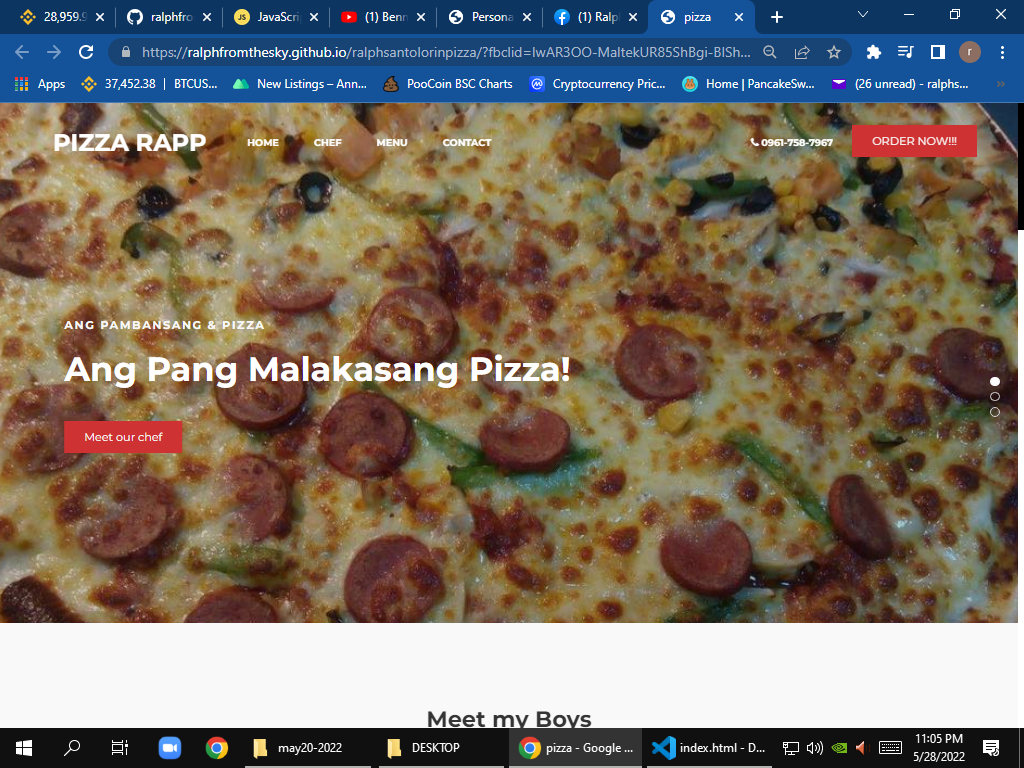 28,959.9
ralphfro
JavaScri
(1) Benn
Persona
(1) Ralp
pizza
https://ralphfromthesky.github.io/ralphsantolorinpizza/?fbclid=IwAR3OO-MaltekUR85ShBgi-BISh...
r
Apps
37,452.38 | BTCUS...
New Listings – Ann...
PooCoin BSC Charts
Cryptocurrency Pric...
Home | PancakeSw...
(26 unread) - ralphs...
PIZZA RAPP
HOME
CHEF
MENU
CONTACT
0961-758-7967
ORDER NOW!!!
ANG PAMBANSANG & PIZZA
Ang Pang Malakasang Pizza!
Meet our chef
Meet my Boys
may20-2022
DESKTOP
pizza - Google ...
index.html - D...
11:05 PM
5/28/2022